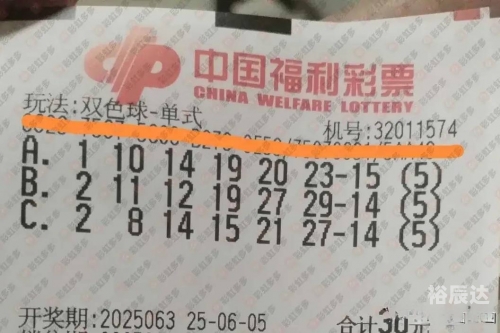 中国福利彩票
CHINA WELFARE LOTTERY
玩法:双色球-单式 机号:32011574
A. 1 10 14 19 20 23-15 (5)
B. 2 11 12 19 27 29-14 (5)
C. 2 8 14 15 21 27-14 (5)
开奖期:2025063 25-06-05 合计30元
裕辰达